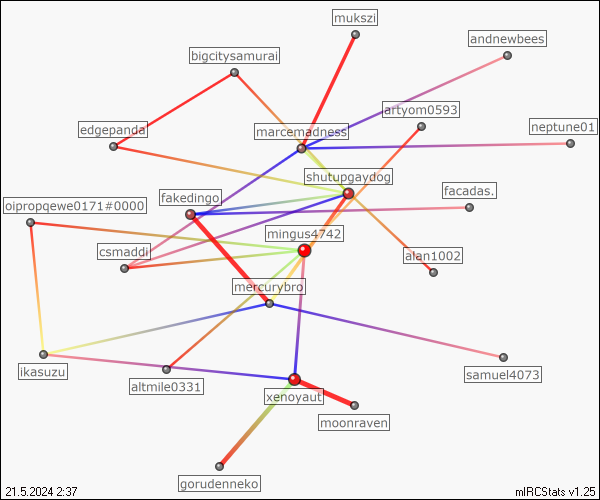 mukszi
andnewbees
bigcitysamurai
artyom0593
edgepanda
marcemadness
neptune01
shutupgaydog
fakedingo
facadas.
oipropqewe0171#0000
mingus4742
csmaddi
alan1002
mercurybro
ikasuzu
samuel4073
altmile0331
xenoyaut
moonraven
gorudenneko
21.5.2024 2:37
mIRCStats v1.25